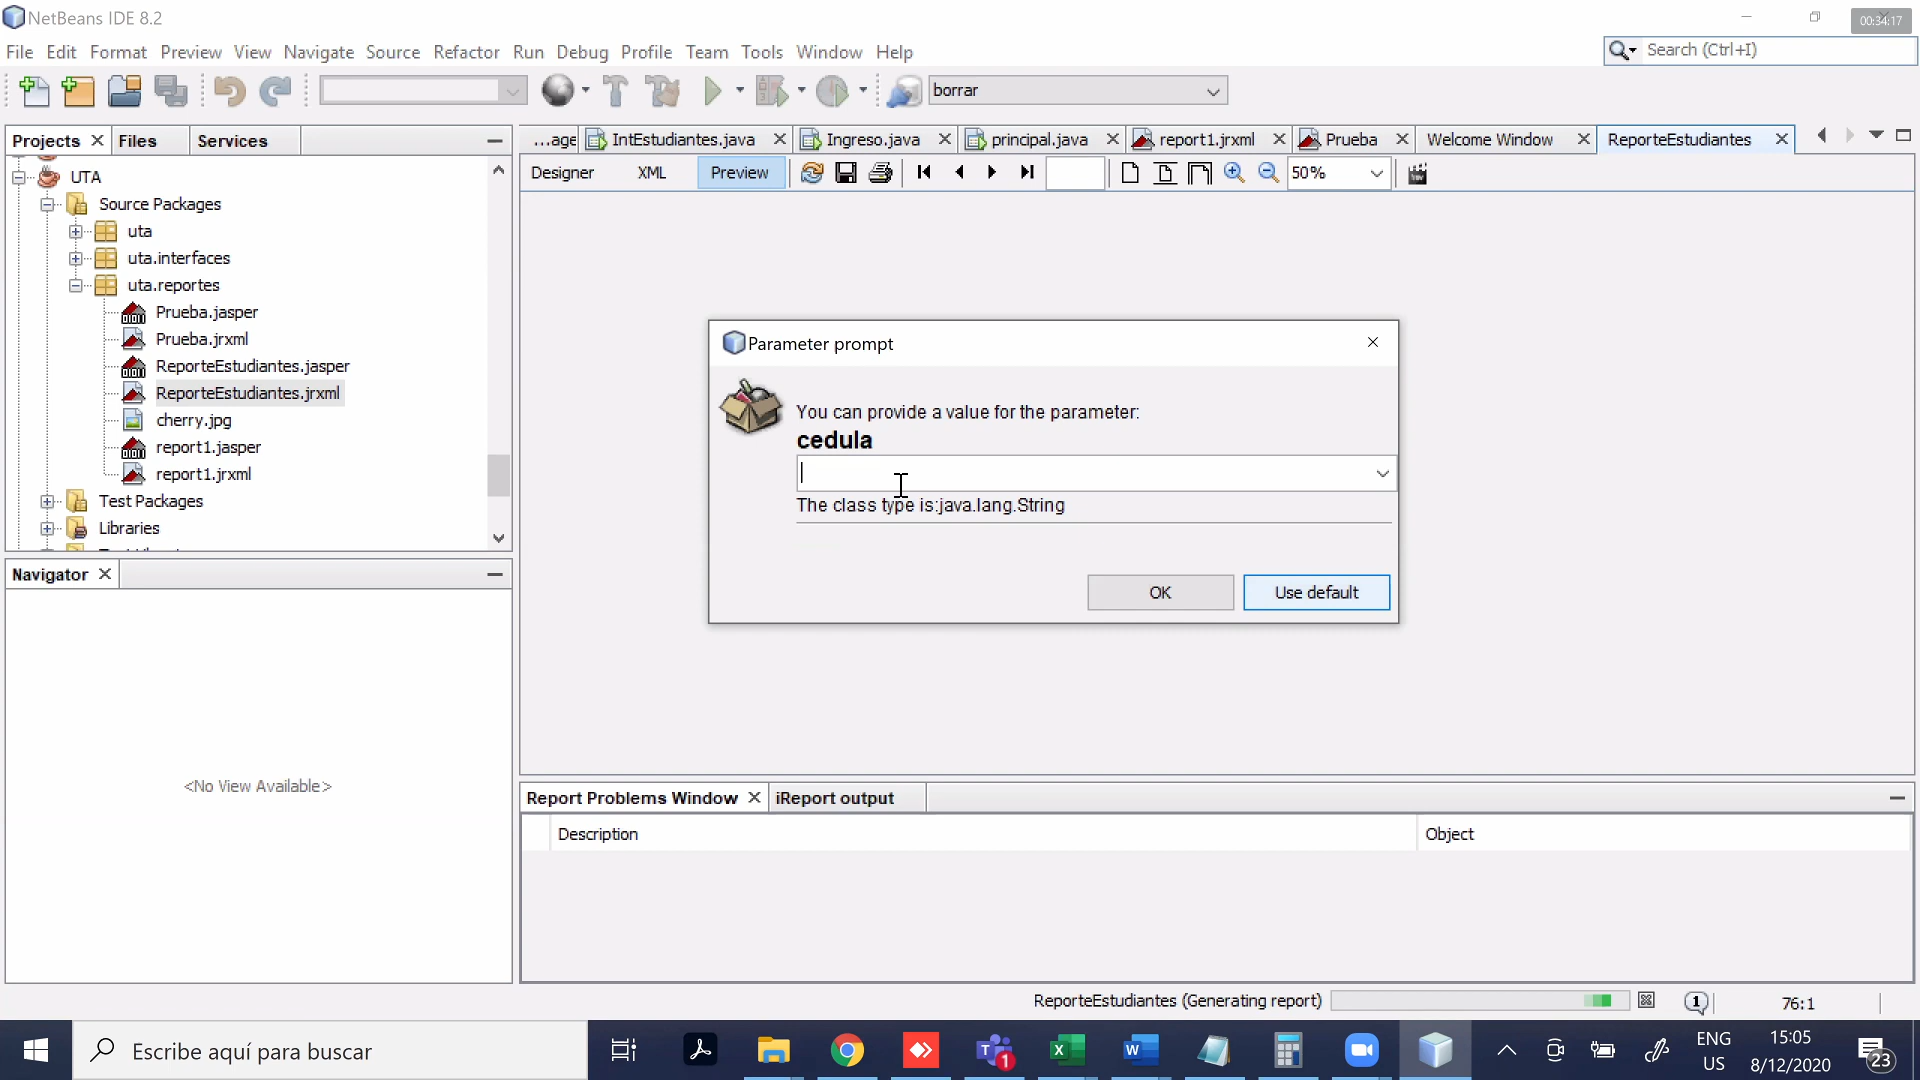 NetBeans IDE 8.2
00:34:17
File Edit Format Preview View Navigate Source Refactor Run Debug Profile Team Tools Window Help
Search (Ctrl+I)
borrar
Projects Files Services
...age IntEstudiantes.java Ingreso.java principal.java report1.jrxml Prueba Welcome Window ReporteEstudiantes
Designer XML Preview 50%
UTA
Source Packages
uta
uta.interfaces
uta.reportes
Prueba.jasper
Prueba.jrxml
ReporteEstudiantes.jasper
ReporteEstudiantes.jrxml
cherry.jpg
report1.jasper
report1.jrxml
Test Packages
Libraries
Parameter prompt
You can provide a value for the parameter:
cedula
The class type is:java.lang.String
OK Use default
Navigator
<No View Available>
Report Problems Window iReport output
Description Object
ReporteEstudiantes (Generating report) 1 76:1
Escribe aquí para buscar
1
ENG
US
15:05
8/12/2020
23